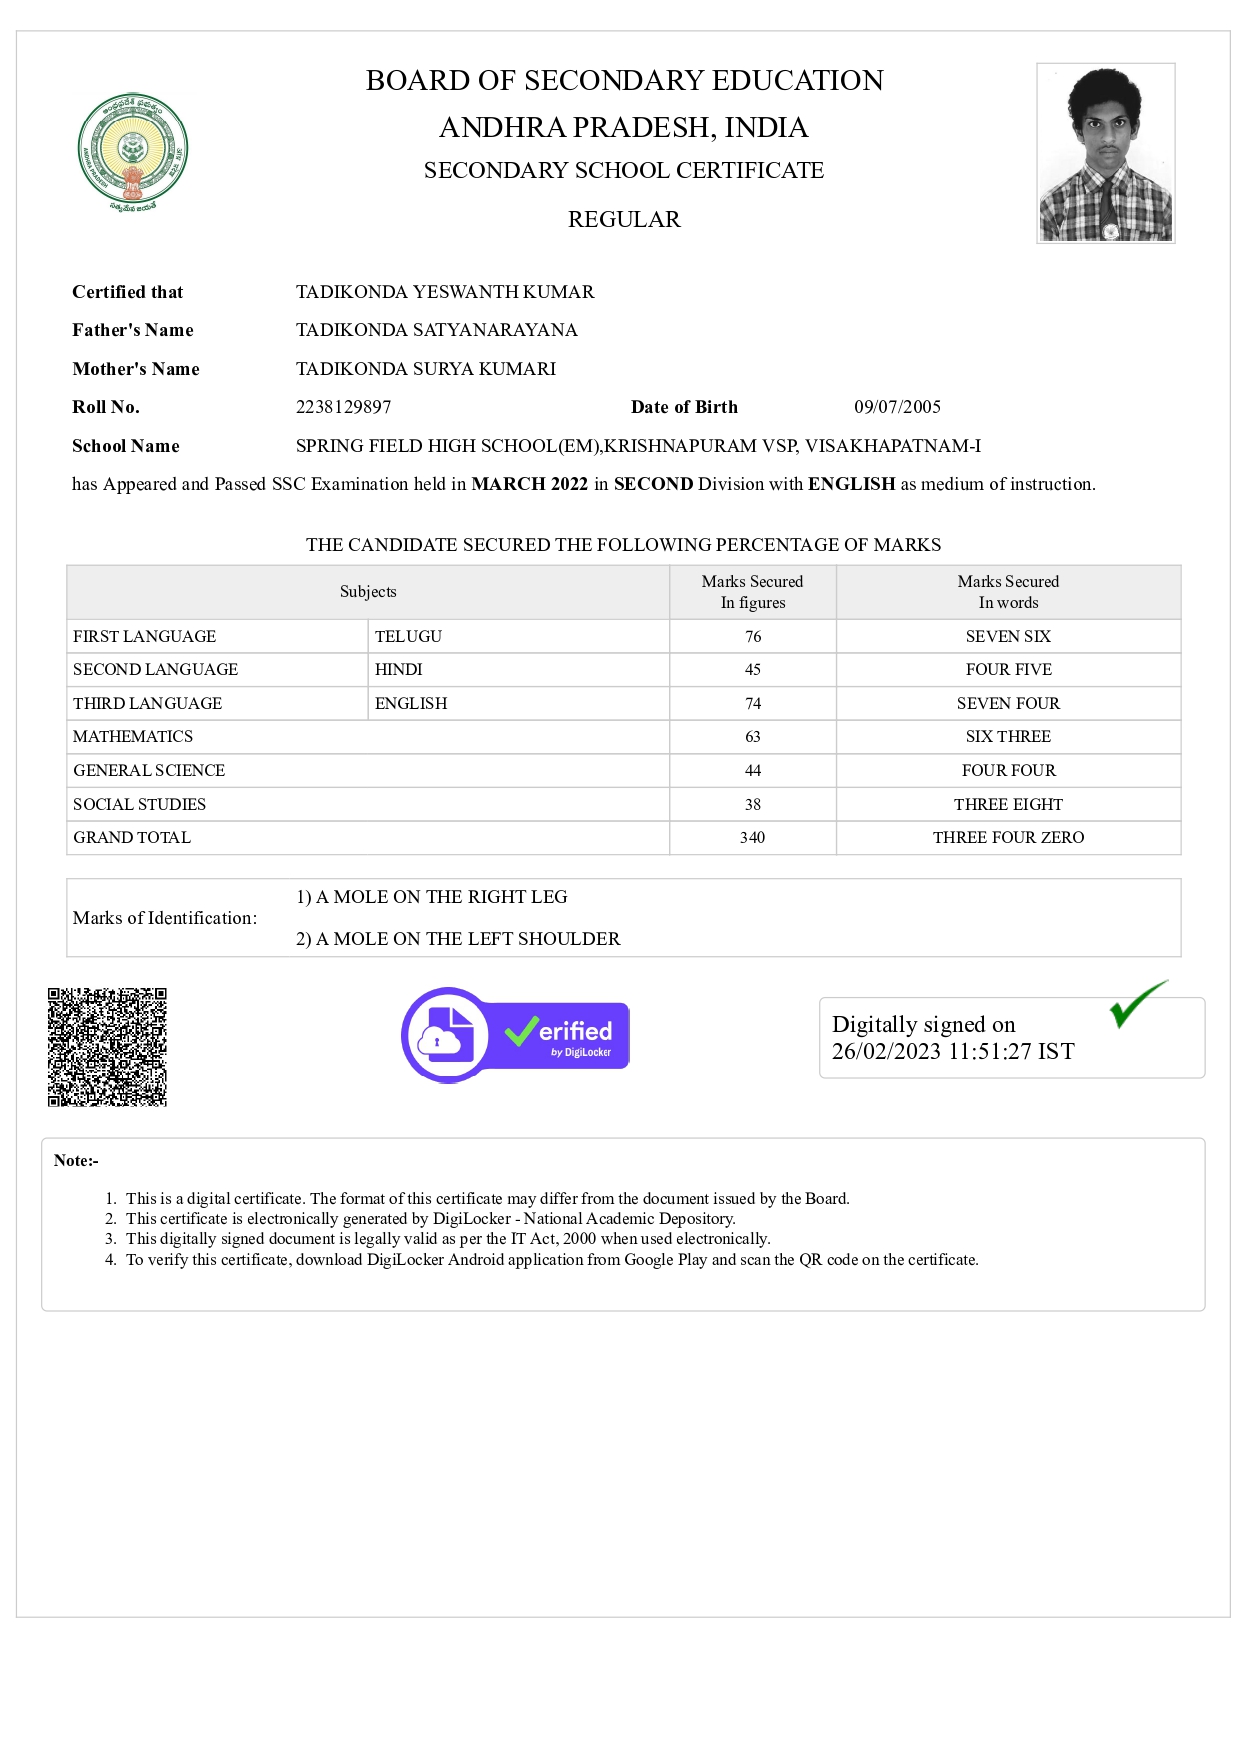 BOARD OF SECONDARY EDUCATION
ANDHRA PRADESH, INDIA
SECONDARY SCHOOL CERTIFICATE
REGULAR
ఆంధ్రప్రదేశ్ ప్రభుత్వం
ANDHRA PRADESH
సత్యమేవ జయతే
Certified that TADIKONDA YESWANTH KUMAR
Father's Name TADIKONDA SATYANARAYANA
Mother's Name TADIKONDA SURYA KUMARI
Roll No. 2238129897 Date of Birth 09/07/2005
School Name SPRING FIELD HIGH SCHOOL(EM),KRISHNAPURAM VSP, VISAKHAPATNAM-I
has Appeared and Passed SSC Examination held in MARCH 2022 in SECOND Division with ENGLISH as medium of instruction.
THE CANDIDATE SECURED THE FOLLOWING PERCENTAGE OF MARKS
Subjects Marks Secured In figures Marks Secured In words
FIRST LANGUAGE TELUGU 76 SEVEN SIX
SECOND LANGUAGE HINDI 45 FOUR FIVE
THIRD LANGUAGE ENGLISH 74 SEVEN FOUR
MATHEMATICS 63 SIX THREE
GENERAL SCIENCE 44 FOUR FOUR
SOCIAL STUDIES 38 THREE EIGHT
GRAND TOTAL 340 THREE FOUR ZERO
Marks of Identification:
1) A MOLE ON THE RIGHT LEG
2) A MOLE ON THE LEFT SHOULDER
Verified
by DigiLocker
Digitally signed on
26/02/2023 11:51:27 IST
Note:-
1. This is a digital certificate. The format of this certificate may differ from the document issued by the Board.
2. This certificate is electronically generated by DigiLocker - National Academic Depository.
3. This digitally signed document is legally valid as per the IT Act, 2000 when used electronically.
4. To verify this certificate, download DigiLocker Android application from Google Play and scan the QR code on the certificate.